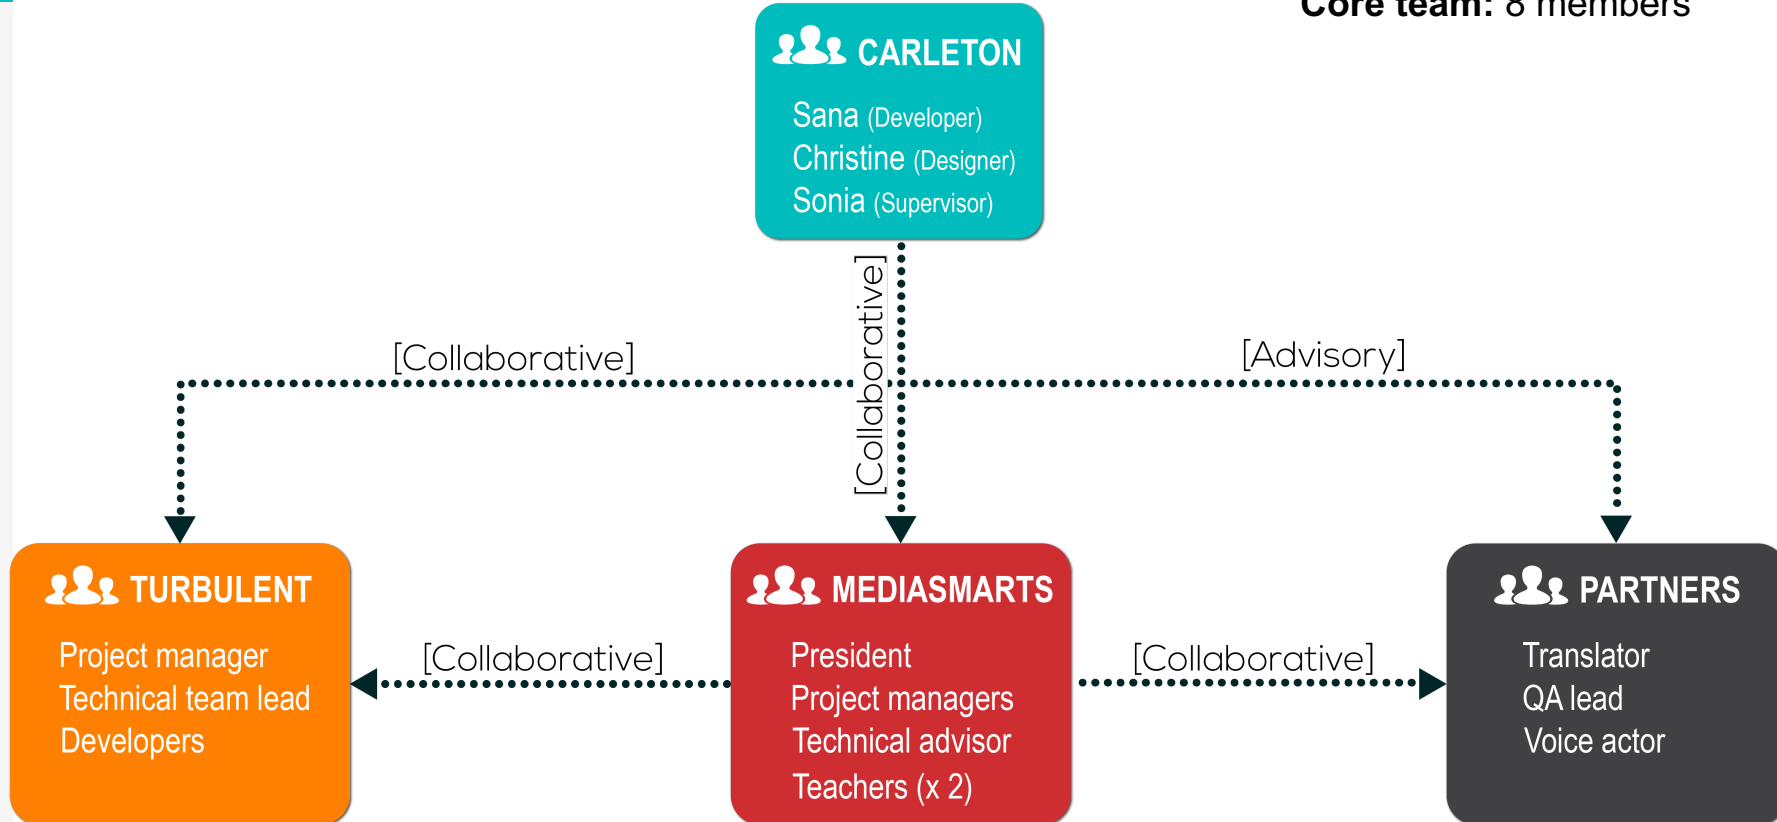 Core team: 8 members
CARLETON
Sana (Developer)
Christine (Designer)
Sonia (Supervisor)
[Collaborative]
[Collaborative]
[Advisory]
TURBULENT
Project manager
Technical team lead
Developers
[Collaborative]
MEDIASMARTS
President
Project managers
Technical advisor
Teachers (x 2)
[Collaborative]
PARTNERS
Translator
QA lead
Voice actor